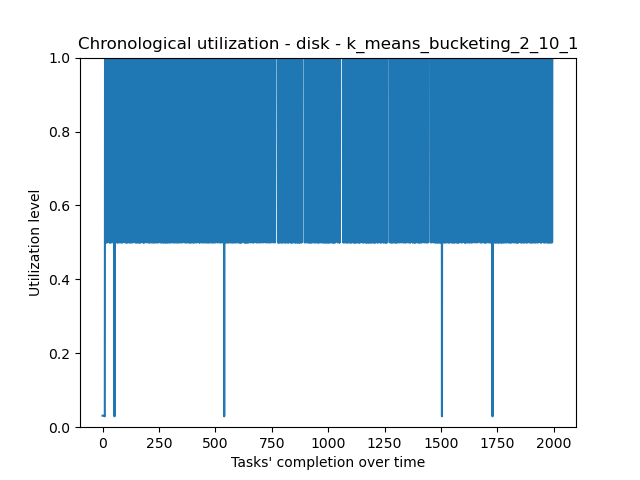 Chronological utilization - disk - k_means_bucketing_2_10_1
1.0
0.8
0.6
0.4
0.2
0.0
Utilization level
0 250 500 750 1000 1250 1500 1750 2000
Tasks' completion over time